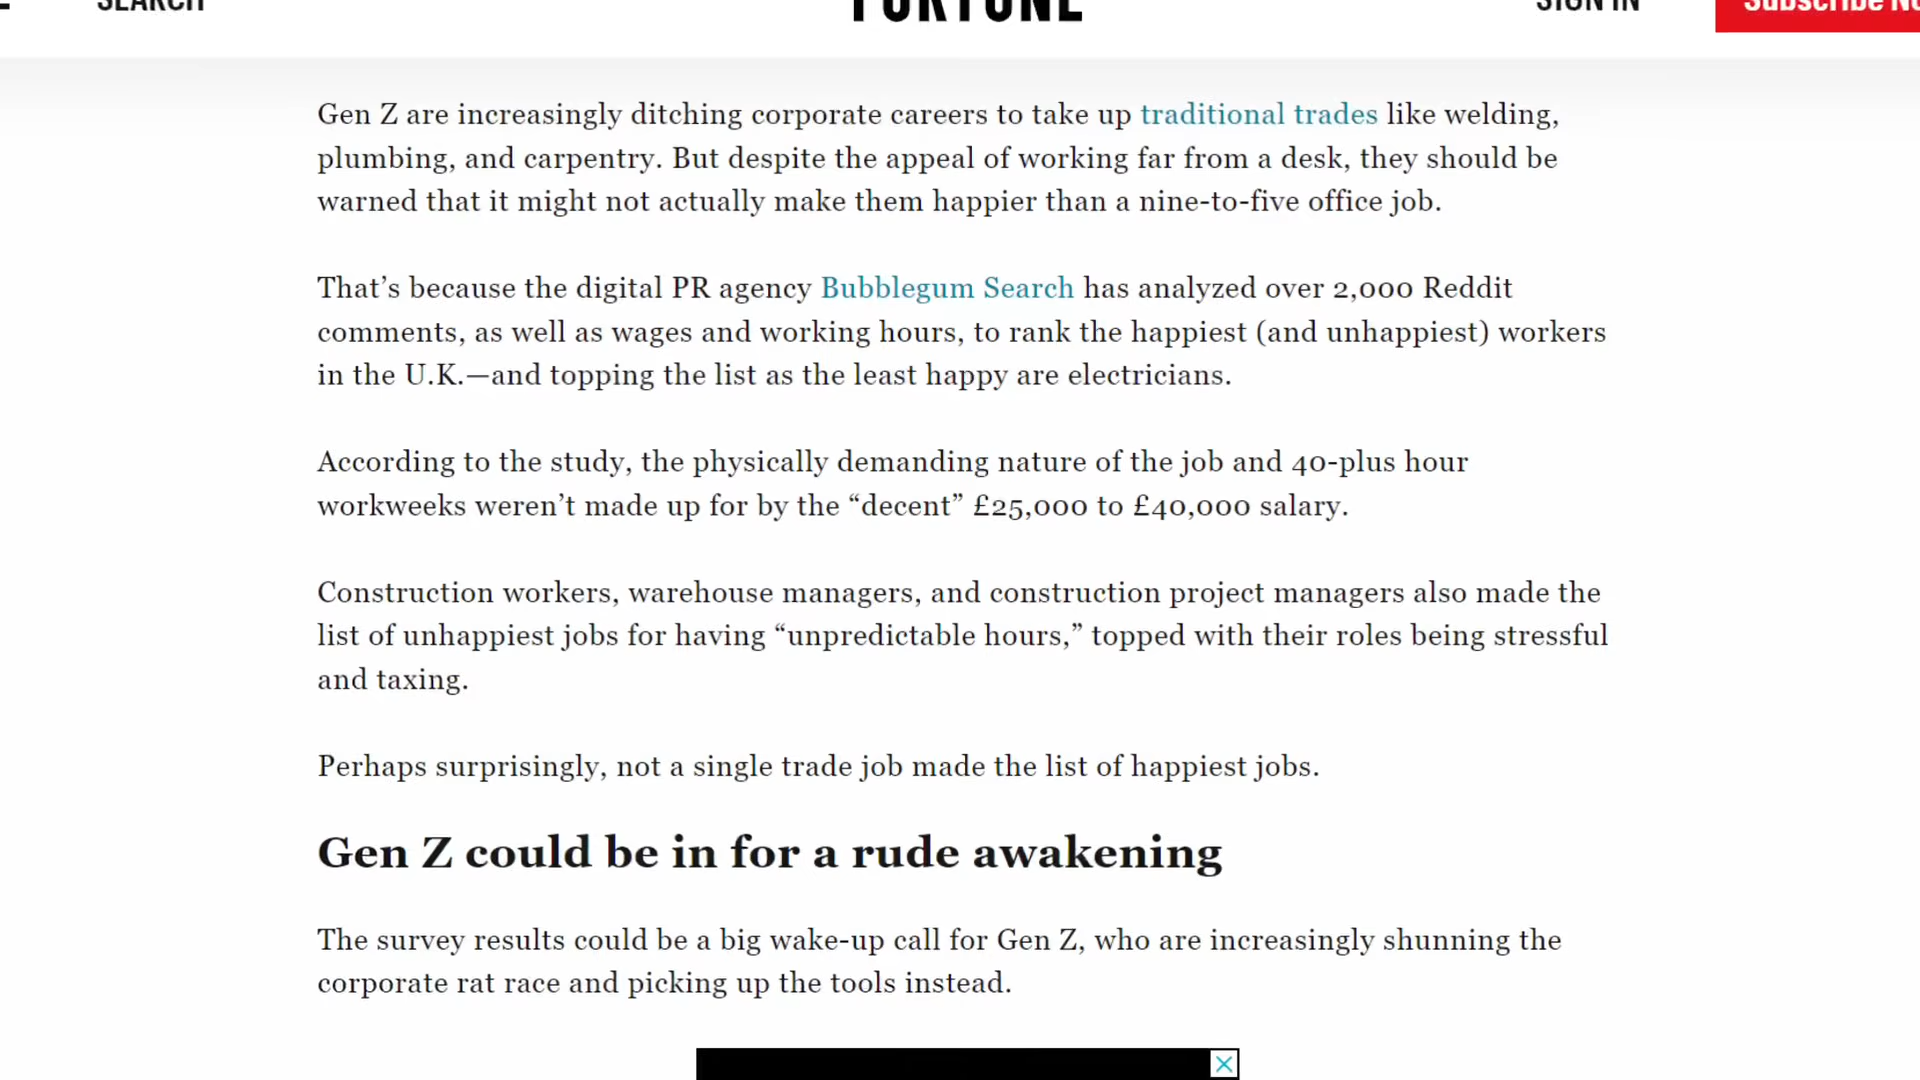 SEARCH
FORTUNE
SIGN IN
Subscribe No
Gen Z are increasingly ditching corporate careers to take up traditional trades like welding,
plumbing, and carpentry. But despite the appeal of working far from a desk, they should be
warned that it might not actually make them happier than a nine-to-five office job.
That’s because the digital PR agency Bubblegum Search has analyzed over 2,000 Reddit
comments, as well as wages and working hours, to rank the happiest (and unhappiest) workers
in the U.K.—and topping the list as the least happy are electricians.
According to the study, the physically demanding nature of the job and 40-plus hour
workweeks weren’t made up for by the “decent” £25,000 to £40,000 salary.
Construction workers, warehouse managers, and construction project managers also made the
list of unhappiest jobs for having “unpredictable hours,” topped with their roles being stressful
and taxing.
Perhaps surprisingly, not a single trade job made the list of happiest jobs.
Gen Z could be in for a rude awakening
The survey results could be a big wake-up call for Gen Z, who are increasingly shunning the
corporate rat race and picking up the tools instead.